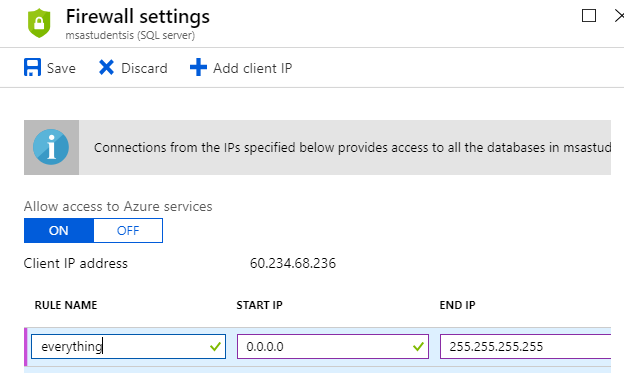 Firewall settings
msastudentsis (SQL server)
Save Discard Add client IP
Connections from the IPs specified below provides access to all the databases in msastud
Allow access to Azure services
ON OFF
Client IP address 60.234.68.236
RULE NAME START IP END IP
everything 0.0.0.0 255.255.255.255